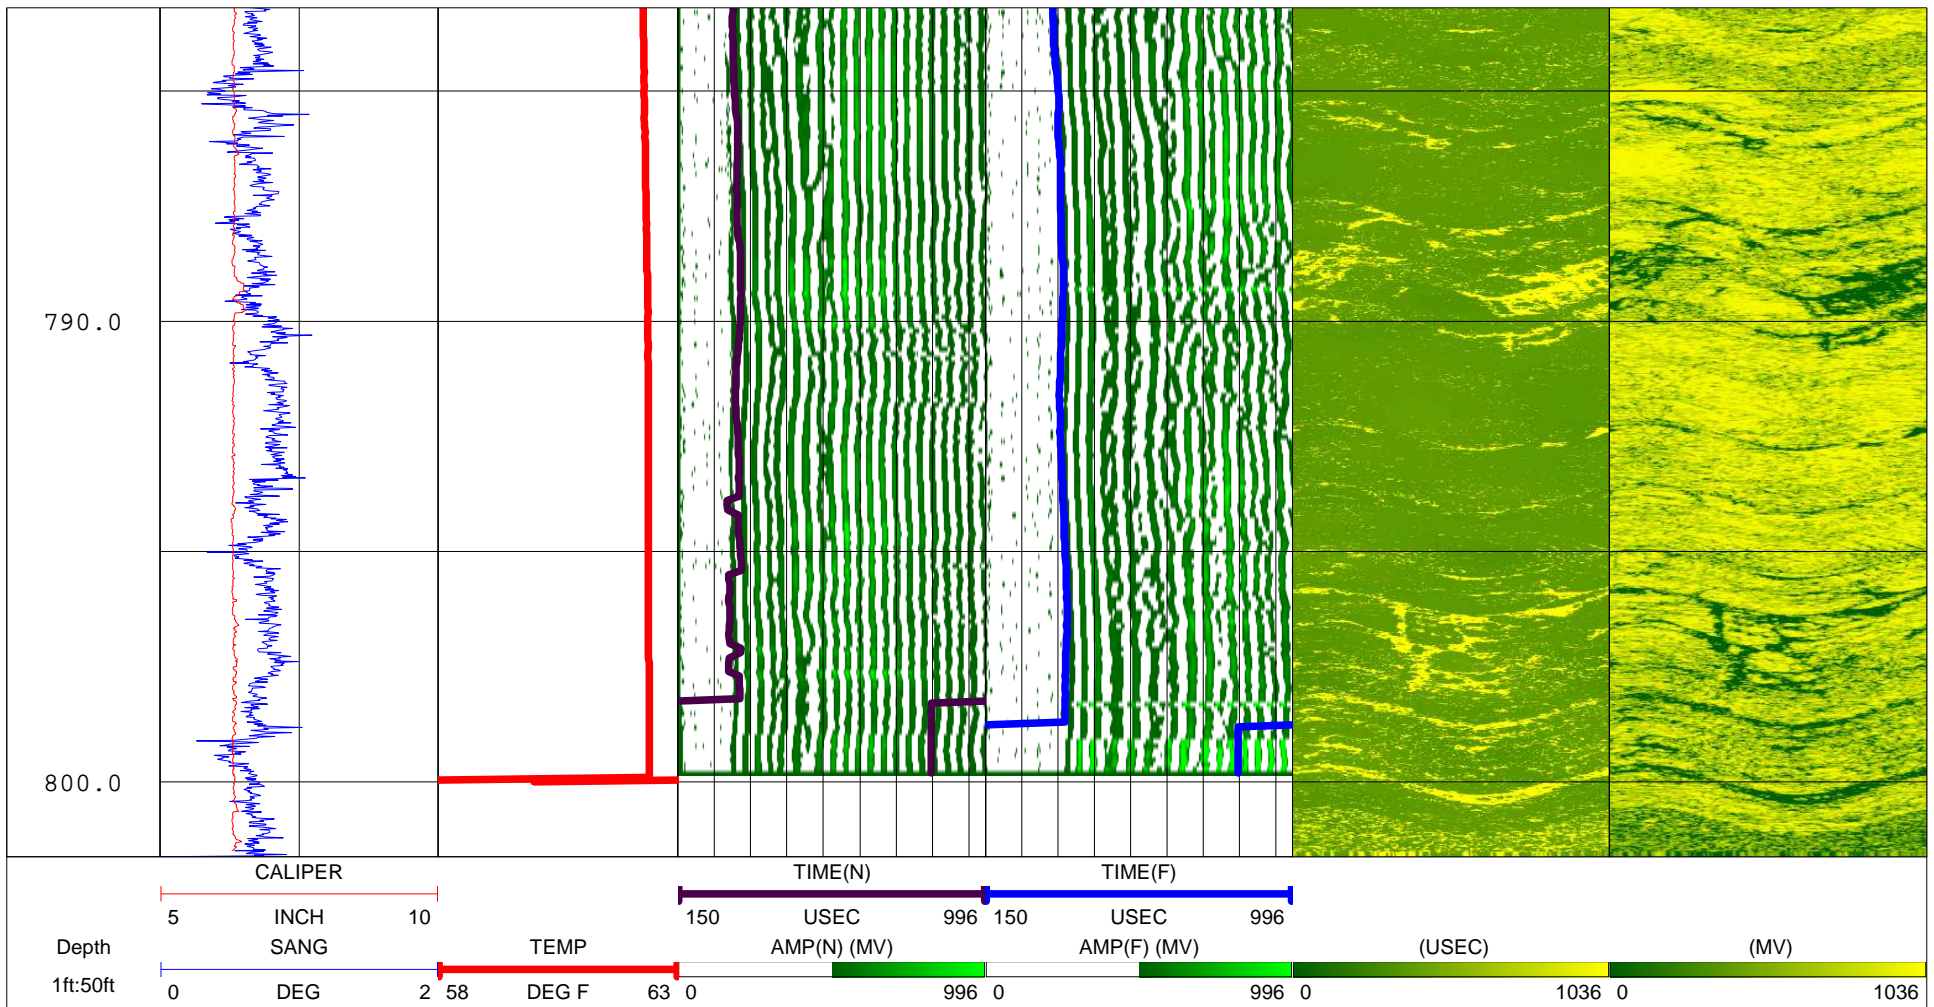 790.0
800.0
CALIPER TIME(N) TIME(F)
5 INCH 10 150 USEC 996 150 USEC 996
Depth SANG TEMP AMP(N) (MV) AMP(F) (MV) (USEC) (MV)
1ft:50ft 0 DEG 2 58 DEG F 63 0 996 0 996 0 1036 0 1036